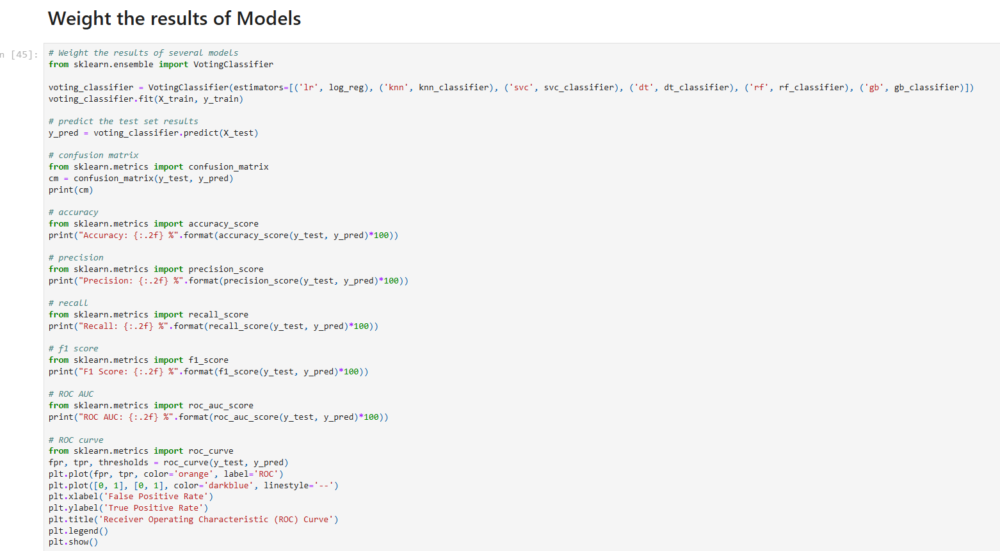 Weight the results of Models
n [45]:
# Weight the results of several models
from sklearn.ensemble import VotingClassifier
voting_classifier = VotingClassifier(estimators=[('lr', log_reg), ('knn', knn_classifier), ('svc', svc_classifier), ('dt', dt_classifier), ('rf', rf_classifier), ('gb', gb_classifier)])
voting_classifier.fit(X_train, y_train)
# predict the test set results
y_pred = voting_classifier.predict(X_test)
# confusion matrix
from sklearn.metrics import confusion_matrix
cm = confusion_matrix(y_test, y_pred)
print(cm)
# accuracy
from sklearn.metrics import accuracy_score
print("Accuracy: {:.2f} %".format(accuracy_score(y_test, y_pred)*100))
# precision
from sklearn.metrics import precision_score
print("Precision: {:.2f} %".format(precision_score(y_test, y_pred)*100))
# recall
from sklearn.metrics import recall_score
print("Recall: {:.2f} %".format(recall_score(y_test, y_pred)*100))
# f1 score
from sklearn.metrics import f1_score
print("F1 Score: {:.2f} %".format(f1_score(y_test, y_pred)*100))
# ROC AUC
from sklearn.metrics import roc_auc_score
print("ROC AUC: {:.2f} %".format(roc_auc_score(y_test, y_pred)*100))
# ROC curve
from sklearn.metrics import roc_curve
fpr, tpr, thresholds = roc_curve(y_test, y_pred)
plt.plot(fpr, tpr, color='orange', label='ROC')
plt.plot([0, 1], [0, 1], color='darkblue', linestyle='--')
plt.xlabel('False Positive Rate')
plt.ylabel('True Positive Rate')
plt.title('Receiver Operating Characteristic (ROC) Curve')
plt.legend()
plt.show()